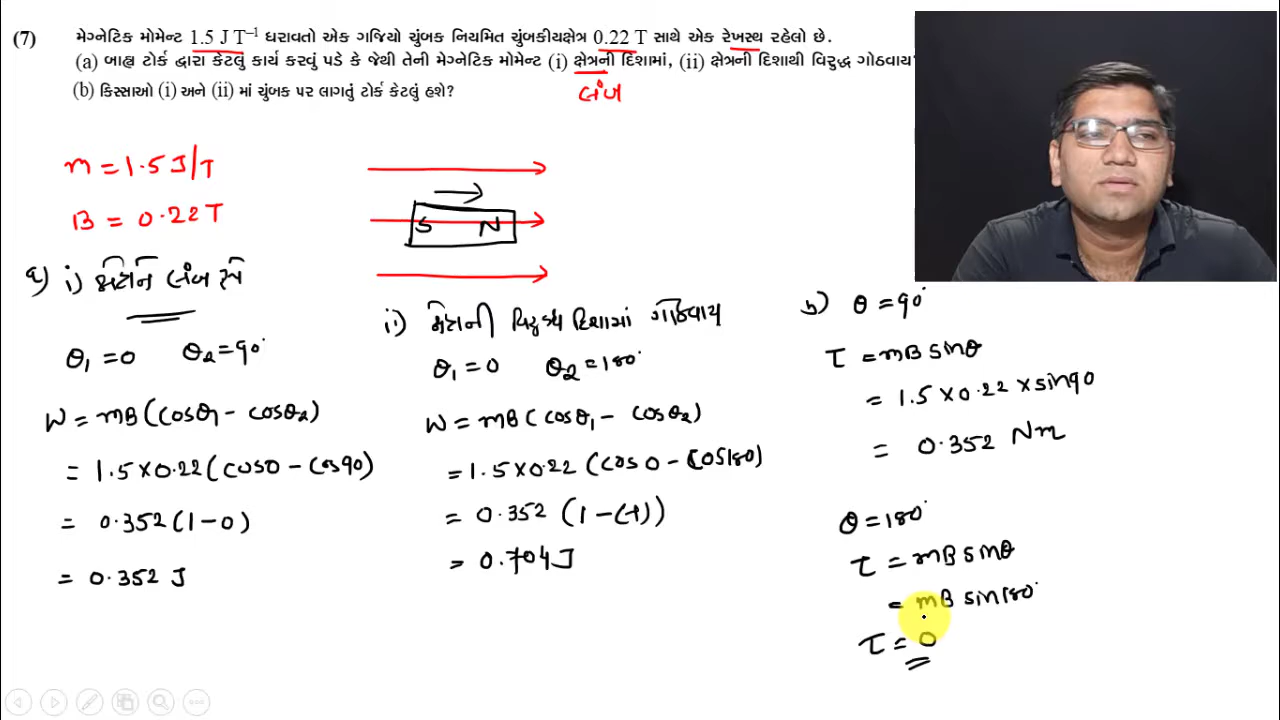 (7) મેગ્નેટિક મોમેન્ટ 1.5 J T⁻¹ ધરાવતો એક ગજિયો ચુંબક નિયમિત ચુંબકીયક્ષેત્ર 0.22 T સાથે એક રેખસ્થ રહેલો છે.
(a) બાહ્ય ટોર્ક દ્વારા કેટલું કાર્ય કરવું પડે કે જેથી તેની મેગ્નેટિક મોમેન્ટ (i) ક્ષેત્રની દિશામાં, (ii) ક્ષેત્રની દિશાથી વિરુદ્ધ ગોઠવાય
લંબ
(b) કિસ્સાઓ (i) અને (ii) માં ચુંબક પર લાગતું ટોર્ક કેટલું હશે?
m = 1.5 J/T
B = 0.22 T
S N
a) i) ક્ષેત્રને લંબ રૂપે
θ₁ = 0 θ₂ = 90°
W = mB (cosθ₁ - cosθ₂)
= 1.5 × 0.22 (cos0 - cos90)
= 0.352 (1 - 0)
= 0.352 J
ii) ક્ષેત્રની વિરુદ્ધ દિશામાં ગોઠવાય
θ₁ = 0 θ₂ = 180°
W = mB (cosθ₁ - cosθ₂)
= 1.5 × 0.22 (cos 0 - cos180)
= 0.352 (1 - (-1))
= 0.704 J
b) θ = 90°
τ = mB sinθ
= 1.5 × 0.22 × sin90
= 0.352 Nm
θ = 180°
τ = mB sinθ
= mB sin180°
τ = 0